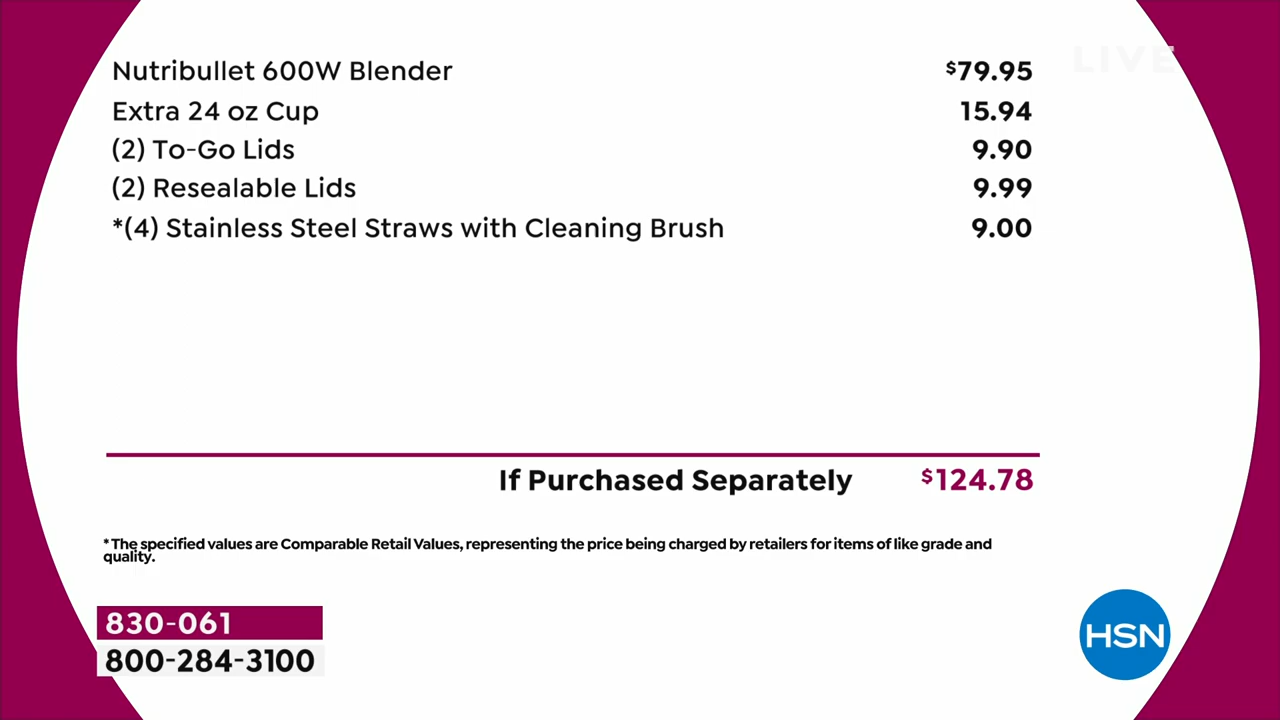 LIVE
Nutribullet 600W Blender $79.95
Extra 24 oz Cup 15.94
(2) To-Go Lids 9.90
(2) Resealable Lids 9.99
*(4) Stainless Steel Straws with Cleaning Brush 9.00
If Purchased Separately $124.78
* The specified values are Comparable Retail Values, representing the price being charged by retailers for items of like grade and
quality.
830-061
800-284-3100
HSN